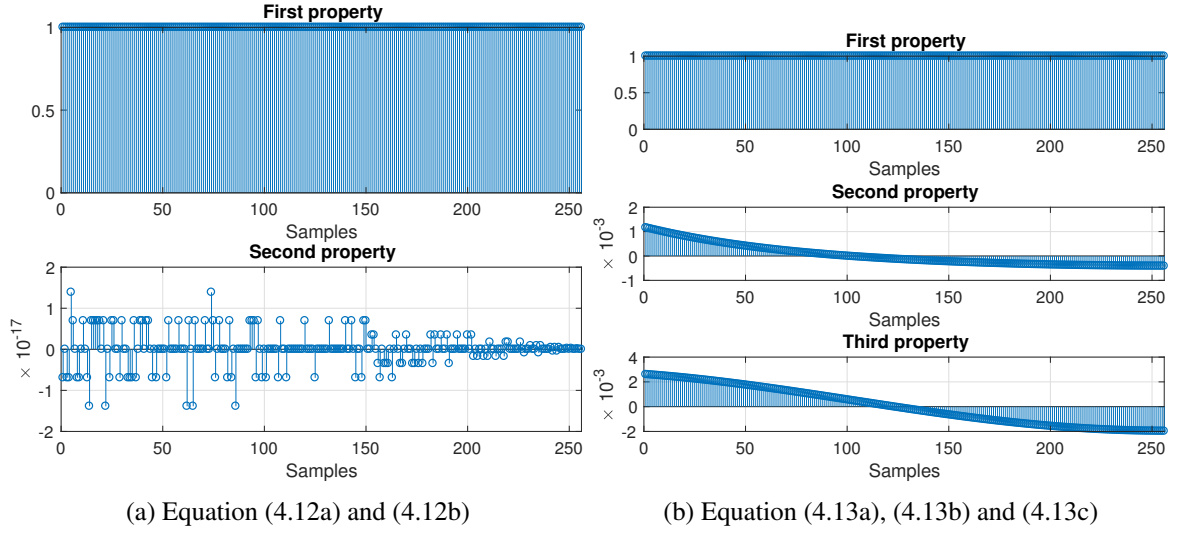 First property
1
0.5
0
0 50 100 150 200 250
Samples
Second property
2
1
0
-1
-2
× 10⁻¹⁷
0 50 100 150 200 250
Samples
(a) Equation (4.12a) and (4.12b)
First property
1
0.5
0
0 50 100 150 200 250
Samples
Second property
2
1
0
-1
× 10⁻³
0 50 100 150 200 250
Samples
Third property
4
2
0
-2
× 10⁻³
0 50 100 150 200 250
Samples
(b) Equation (4.13a), (4.13b) and (4.13c)